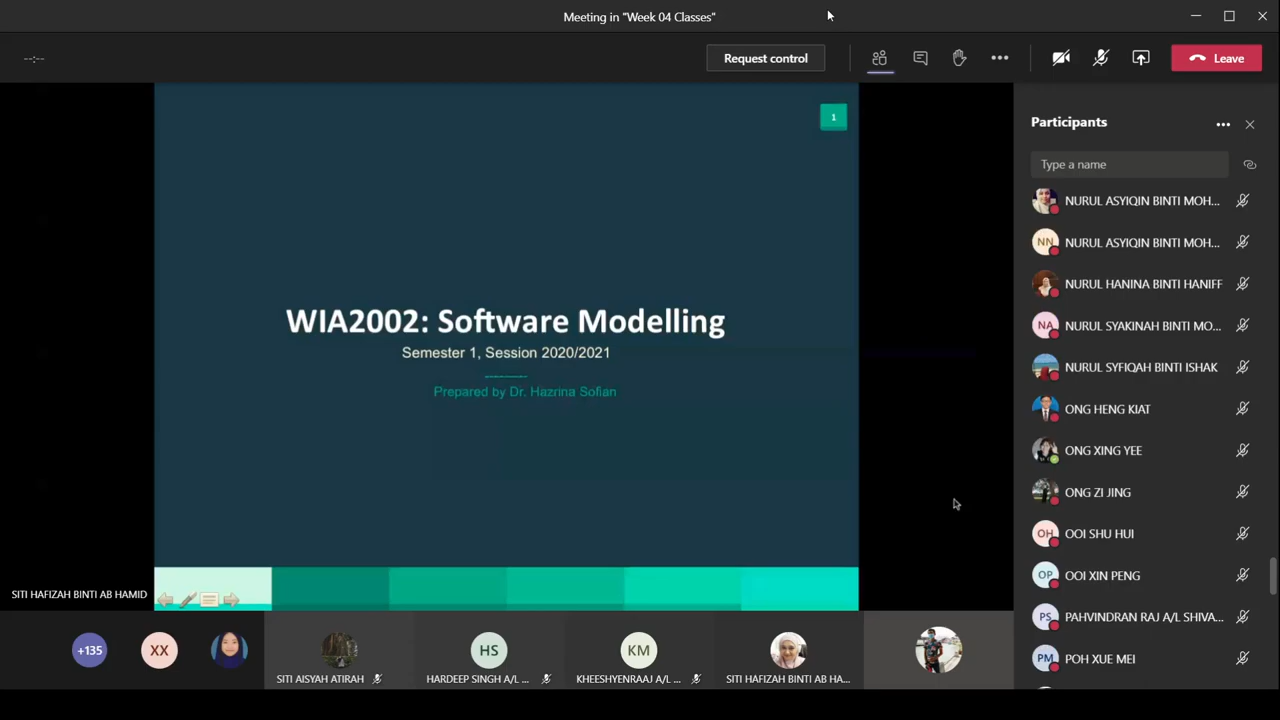 Meeting in "Week 04 Classes"
--:--
Request control
Leave
1
WIA2002: Software Modelling
Semester 1, Session 2020/2021
Prepared by Dr. Hazrina Sofian
SITI HAFIZAH BINTI AB HAMID
+135
XX
SITI AISYAH ATIRAH
HS
HARDEEP SINGH A/L ...
KM
KHEESHYENRAAJ A/L ...
SITI HAFIZAH BINTI AB HA...
Participants
Type a name
NURUL ASYIQIN BINTI MOH...
NN
NURUL ASYIQIN BINTI MOH...
NURUL HANINA BINTI HANIFF
NA
NURUL SYAKINAH BINTI MO...
NURUL SYFIQAH BINTI ISHAK
ONG HENG KIAT
ONG XING YEE
ONG ZI JING
OH
OOI SHU HUI
OP
OOI XIN PENG
PS
PAHVINDRAN RAJ A/L SHIVA...
PM
POH XUE MEI